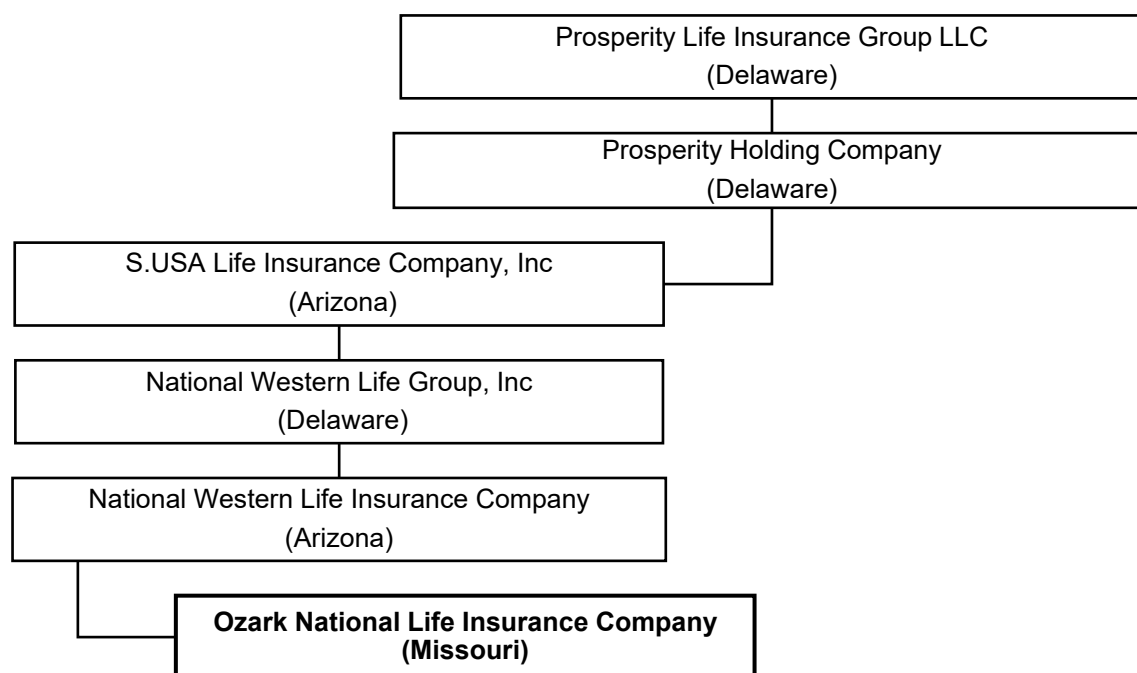 Prosperity Life Insurance Group LLC
(Delaware)
Prosperity Holding Company
(Delaware)
S.USA Life Insurance Company, Inc
(Arizona)
National Western Life Group, Inc
(Delaware)
National Western Life Insurance Company
(Arizona)
Ozark National Life Insurance Company
(Missouri)